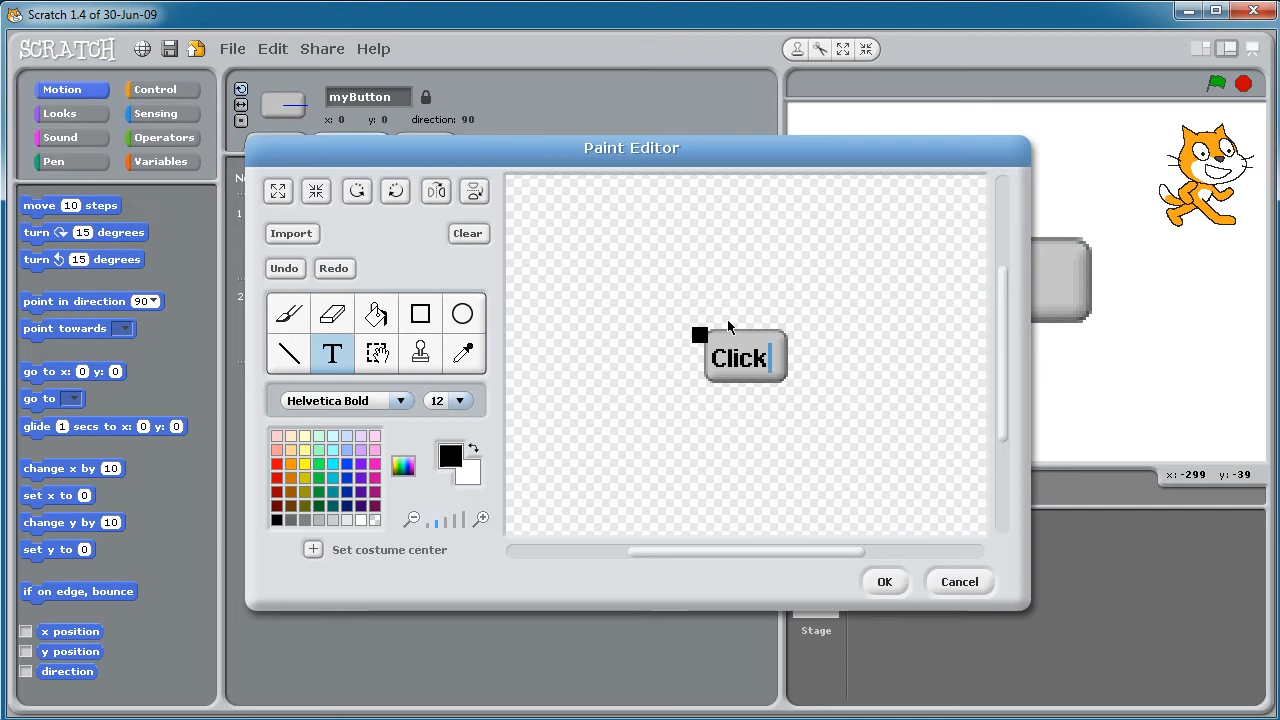 Scratch 1.4 of 30-Jun-09
SCRATCH File Edit Share Help
Motion Control
Looks Sensing
Sound Operators
Pen Variables
myButton
x: 0 y: 0 direction: 90
move 10 steps
turn 15 degrees
turn 15 degrees
point in direction 90
point towards
go to x: 0 y: 0
go to
glide 1 secs to x: 0 y: 0
change x by 10
set x to 0
change y by 10
set y to 0
if on edge, bounce
x position
y position
direction
1
2
Paint Editor
Import Clear
Undo Redo
T
Helvetica Bold 12
Set costume center
Click
OK Cancel
x: -299 y: -39
Stage